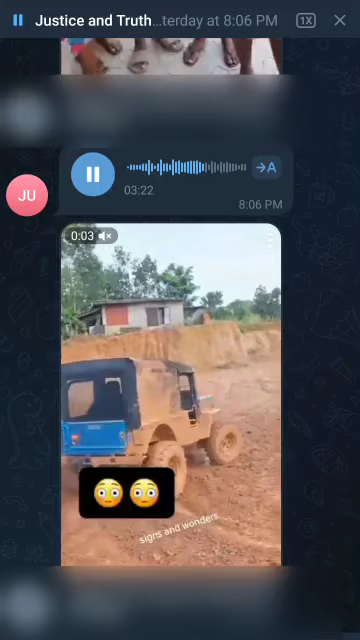 Justice and Truth…terday at 8:06 PM
1X
A
JU
03:22
8:06 PM
0:03
signs and wonders